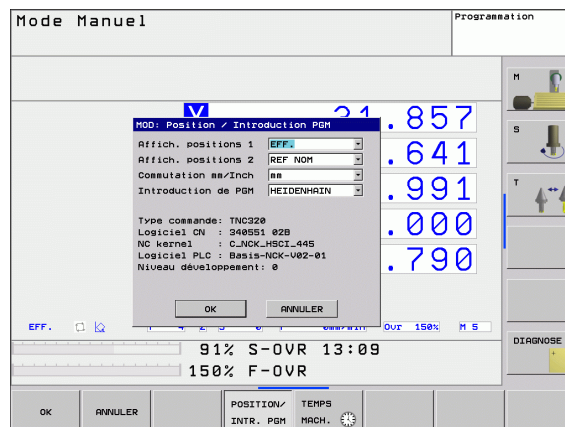 Mode Manuel
Programmation
M
MOD: Position / Introduction PGM
.857
Affich. positions 1 EFF.
Affich. positions 2 REF NOM
.641
S
Commutation mm/Inch mm
Introduction de PGM HEIDENHAIN
.991
T
Type commande: TNC320
Logiciel CN : 340551 02B
.000
NC kernel : C_NCK_HSCI_445
Logiciel PLC : Basis-NCK-V02-01
Niveau développement: 0
.790
OK ANNULER
EFF. Ovr 150% M 5
DIAGNOSE
91% S-OVR 13:09
150% F-OVR
OK ANNULER POSITION/ INTR. PGM TEMPS MACH.